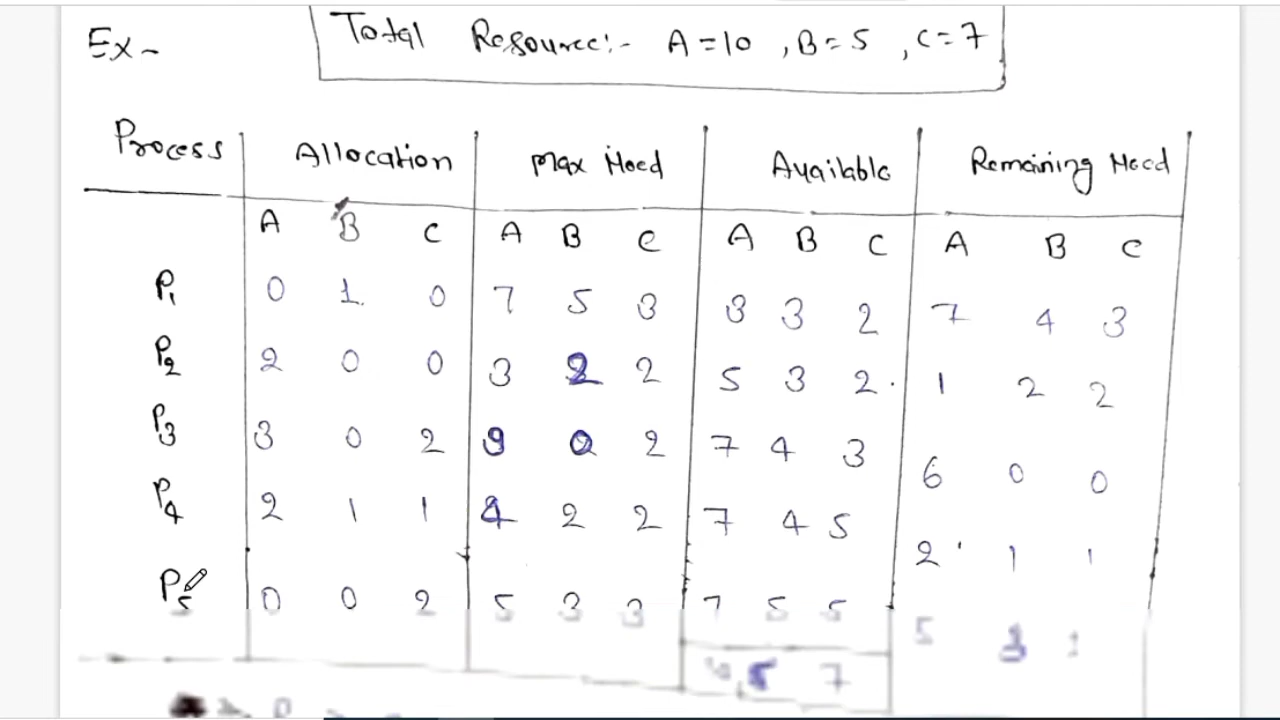 Ex-
Total Resource:- A=10 , B=5 , C=7
Process Allocation Max Need Available Remaining Need
A B C A B C A B C A B C
P1 0 1 0 7 5 3 3 3 2 7 4 3
P2 2 0 0 3 2 2 5 3 2 1 2 2
P3 3 0 2 9 0 2 7 4 3 6 0 0
P4 2 1 1 4 2 2 7 4 5 2 1 1
P5 0 0 2 5 3 3 7 5 5 5 3
5 7